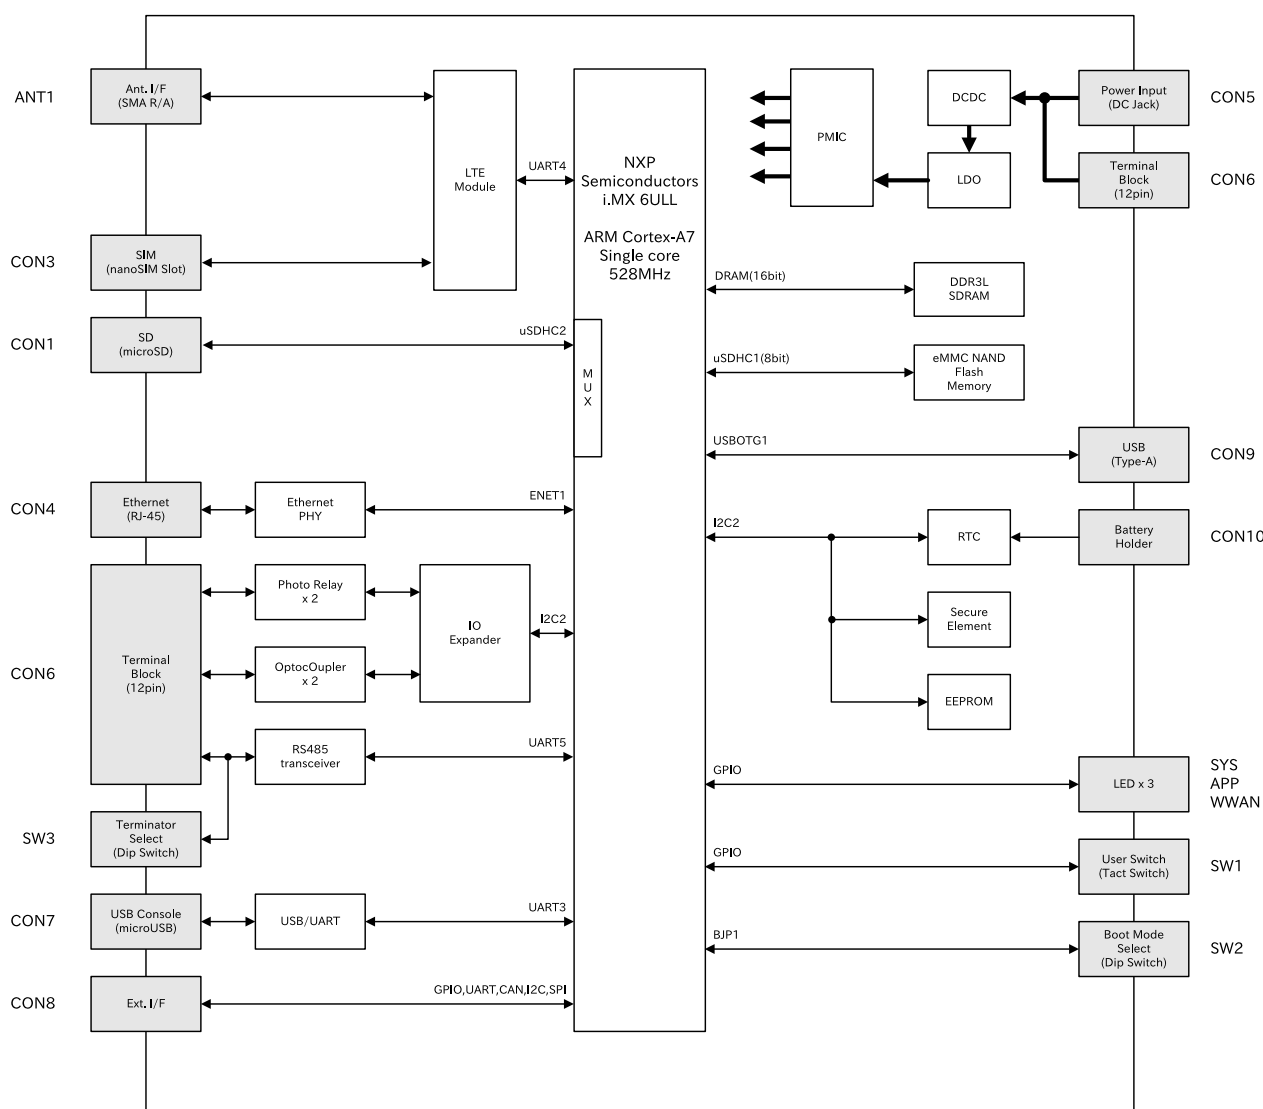 ANT1
Ant. I/F
(SMA R/A)
LTE
Module
UART4
CON3
SIM
(nanoSIM Slot)
CON1
SD
(microSD)
uSDHC2
M
U
X
CON4
Ethernet
(RJ-45)
Ethernet
PHY
ENET1
CON6
Terminal
Block
(12pin)
Photo Relay
x 2
OptocOupler
x 2
IO
Expander
I2C2
RS485
transceiver
UART5
SW3
Terminator
Select
(Dip Switch)
CON7
USB Console
(microUSB)
USB/UART
UART3
CON8
Ext. I/F
GPIO,UART,CAN,I2C,SPI
NXP
Semiconductors
i.MX 6ULL
ARM Cortex-A7
Single core
528MHz
PMIC
DCDC
LDO
Power Input
(DC Jack)
CON5
Terminal
Block
(12pin)
CON6
DRAM(16bit)
DDR3L
SDRAM
uSDHC1(8bit)
eMMC NAND
Flash
Memory
USBOTG1
USB
(Type-A)
CON9
I2C2
RTC
Battery
Holder
CON10
Secure
Element
EEPROM
GPIO
LED x 3
SYS
APP
WWAN
GPIO
User Switch
(Tact Switch)
SW1
BJP1
Boot Mode
Select
(Dip Switch)
SW2